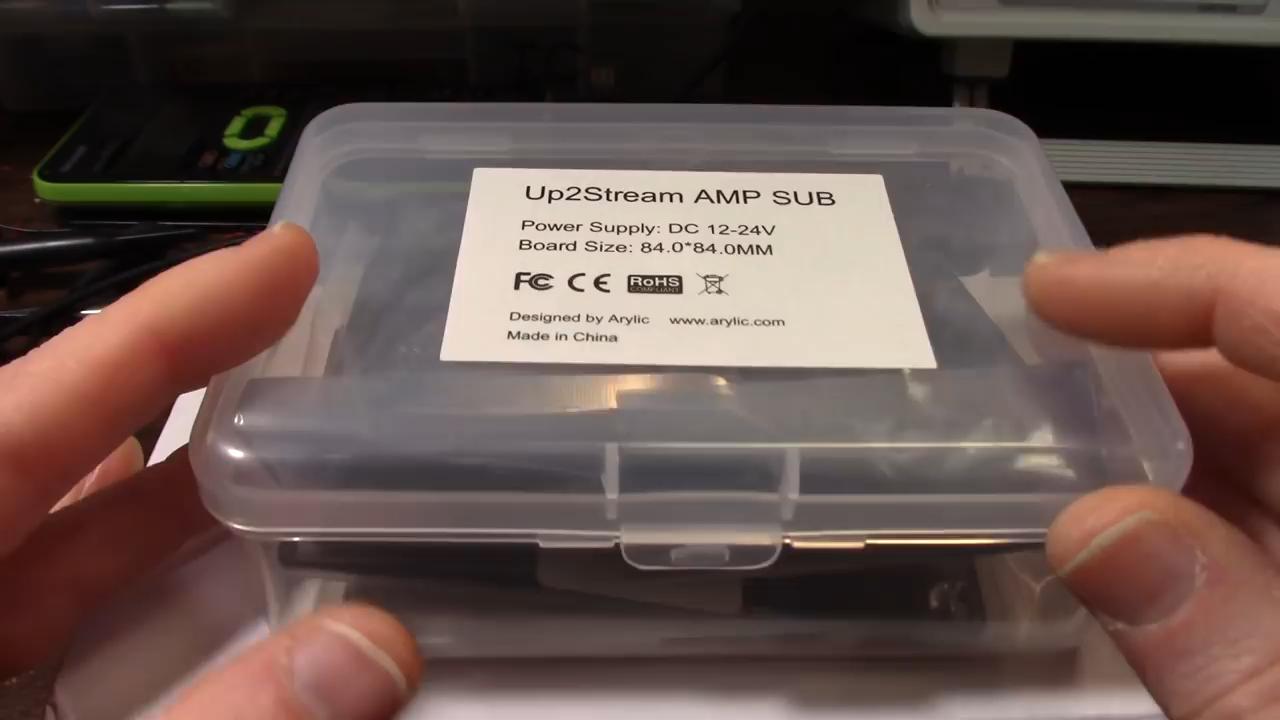 Up2Stream AMP SUB
Power Supply: DC 12-24V
Board Size: 84.0*84.0MM
FC CE RoHS
COMPLIANT
Designed by Arylic www.arylic.com
Made in China